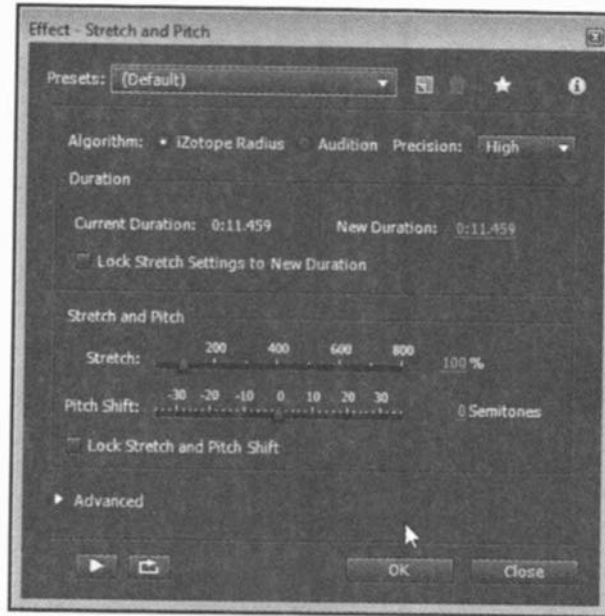 Effect - Stretch and Pitch
Presets: (Default)
Algorithm: iZotope Radius Audition Precision: High
Duration
Current Duration: 0:11.459 New Duration: 0:11.459
Lock Stretch Settings to New Duration
Stretch and Pitch
200 400 600 800
Stretch: 100 %
-30 -20 -10 0 10 20 30
Pitch Shift: 0 Semitones
Lock Stretch and Pitch Shift
Advanced
OK Close